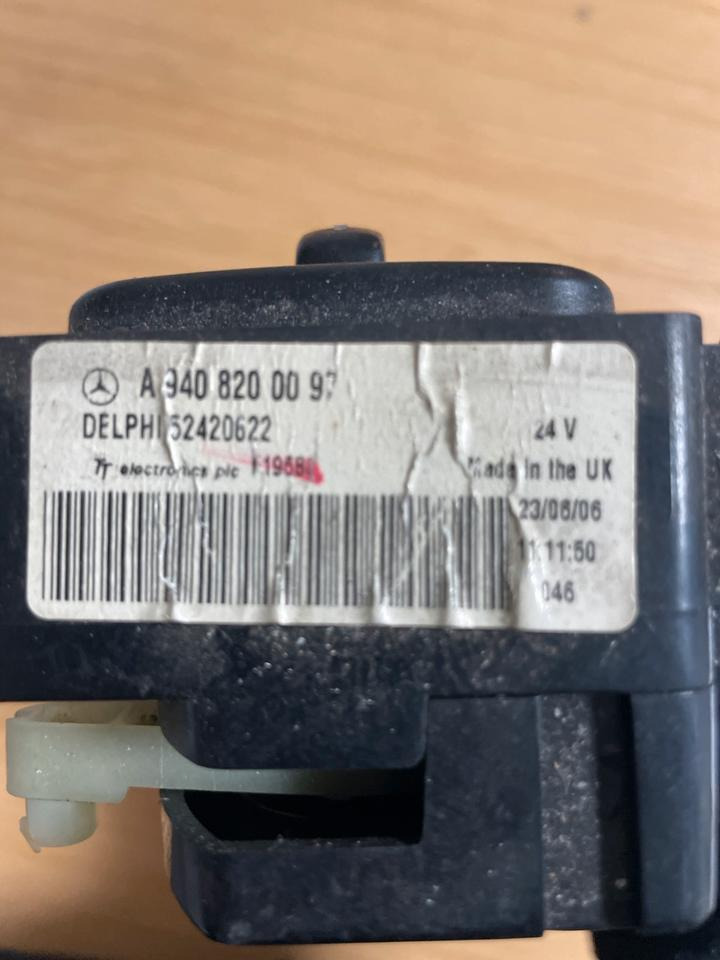 A 940 820 00 97
DELPHI 52420622
24 V
TT electronics plc
Made in the UK
23/06/06
11:11:50
046